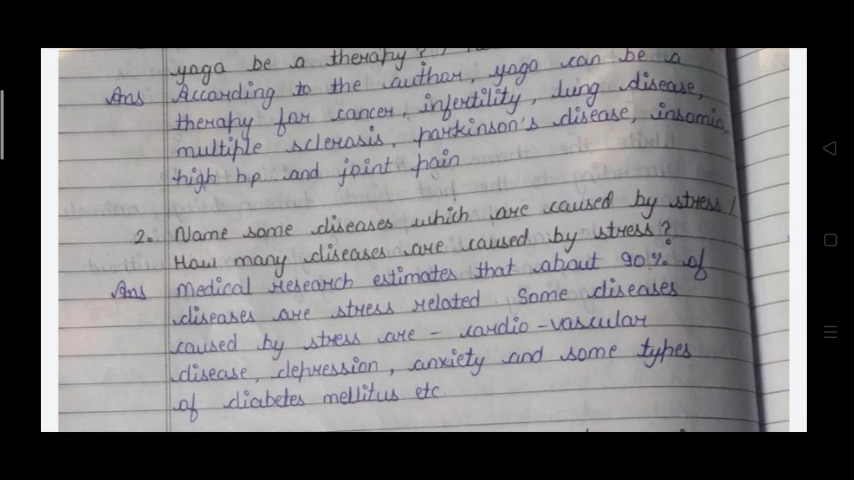 yoga be a therapy?
Ans According to the author, yoga can be a
therapy for cancer, infertility, lung disease,
multiple sclerosis, parkinson's disease, insomia,
high b.p. and joint pain
2. Name some diseases which are caused by stress /
How many diseases are caused by stress?
Ans medical research estimates that about 90% of
diseases are stress related. Some diseases
caused by stress are - cardio-vascular
disease, depression, anxiety and some types
of diabetes mellitus etc